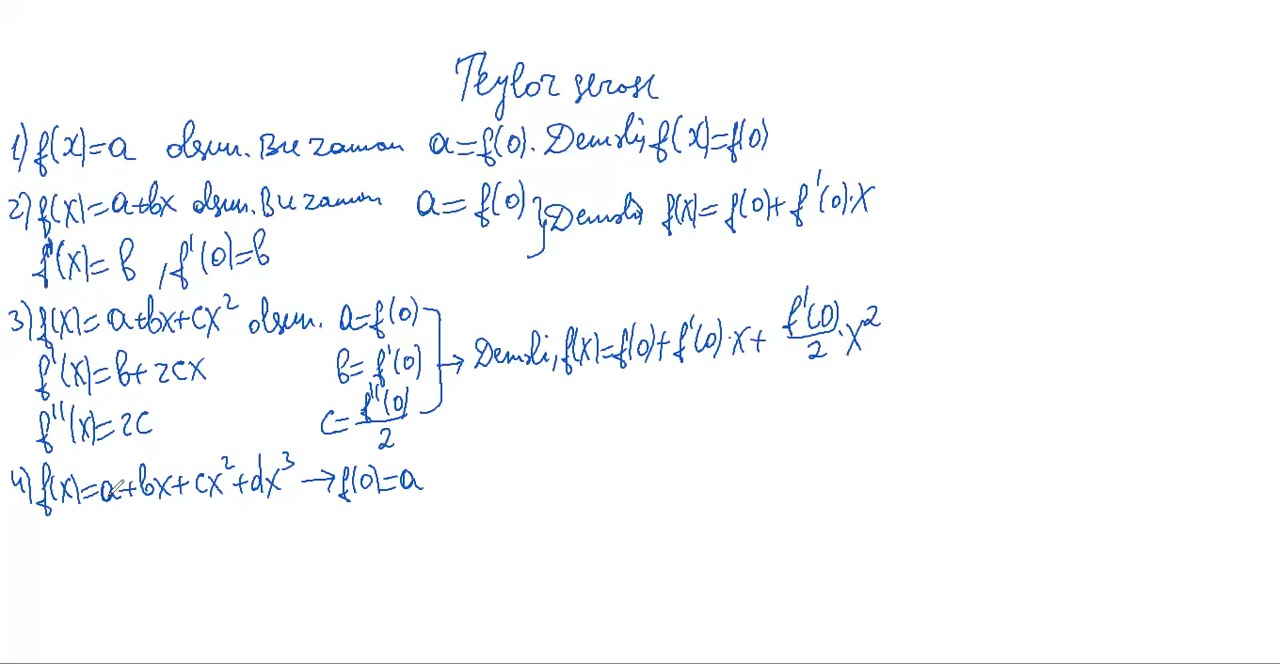 Teylor sırası
1) f(x)=a olsun. Bu zaman a=f(0). Deməli, f(x)=f(0)
2) f(x)=a+bx olsun. Bu zaman a=f(0) } Deməli f(x)=f(0)+f'(0)·x
f'(x)=b, f'(0)=b
3) f(x)=a+bx+cx² olsun. a=f(0)
f'(x)=b+2cx b=f'(0) → Deməli, f(x)=f(0)+f'(0)·x+f'(0)/2·x²
f''(x)=2c c=f''(0)/2
4) f(x)=a+bx+cx²+dx³ → f(0)=a